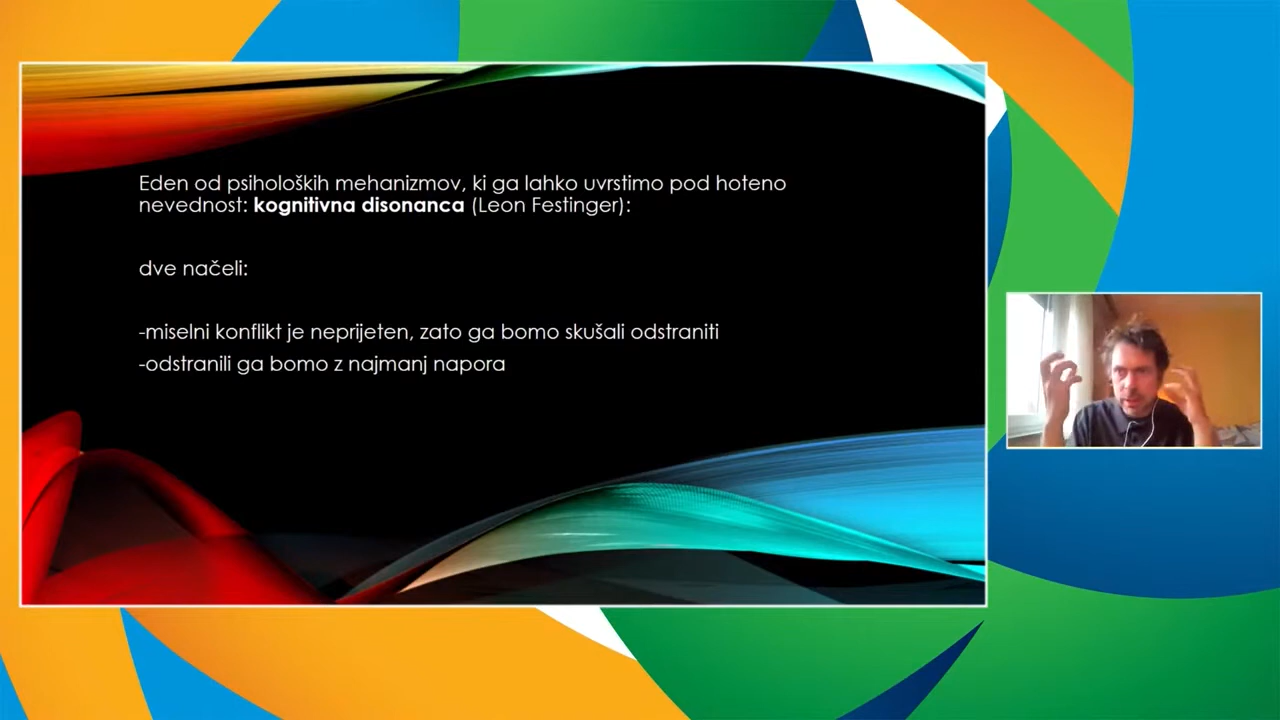 Eden od psiholoških mehanizmov, ki ga lahko uvrstimo pod hoteno
nevednost: kognitivna disonanca (Leon Festinger):
dve načeli:
-miselni konflikt je neprijeten, zato ga bomo skušali odstraniti
-odstranili ga bomo z najmanj napora